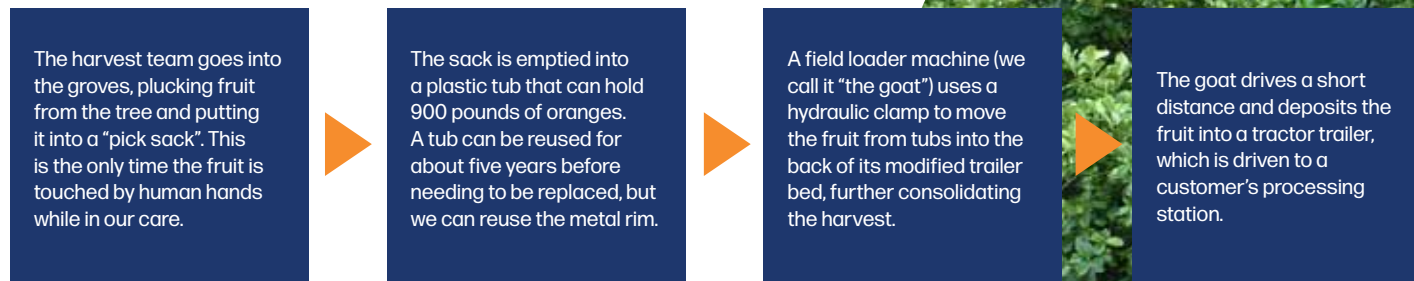 The harvest team goes into
the groves, plucking fruit
from the tree and putting
it into a “pick sack”. This
is the only time the fruit is
touched by human hands
while in our care.
The sack is emptied into
a plastic tub that can hold
900 pounds of oranges.
A tub can be reused for
about five years before
needing to be replaced, but
we can reuse the metal rim.
A field loader machine (we
call it “the goat”) uses a
hydraulic clamp to move
the fruit from tubs into the
back of its modified trailer
bed, further consolidating
the harvest.
The goat drives a short
distance and deposits the
fruit into a tractor trailer,
which is driven to a
customer’s processing
station.